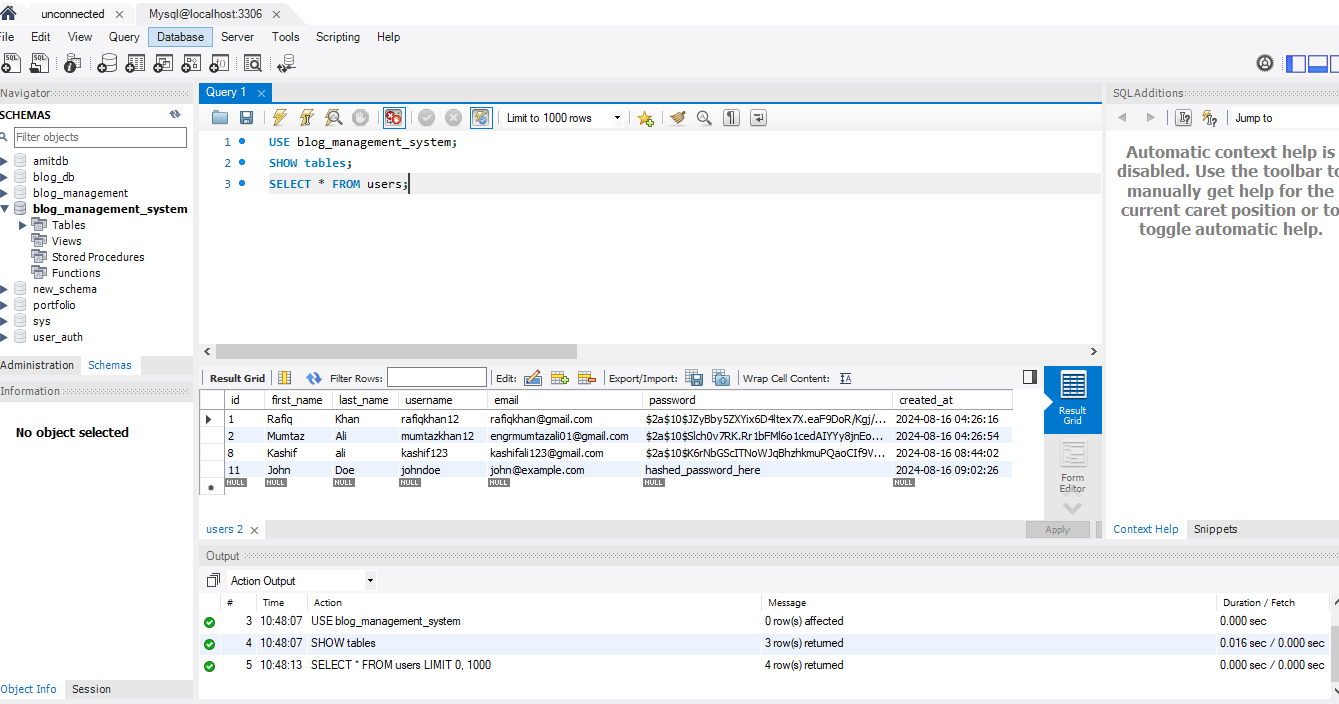 unconnected Mysql@localhost:3306
ile Edit View Query Database Server Tools Scripting Help
SQL SQL
Navigator
SCHEMAS
Filter objects
amitdb
blog_db
blog_management
blog_management_system
Tables
Views
Stored Procedures
Functions
new_schema
portfolio
sys
user_auth
Administration Schemas
Information
No object selected
Object Info Session
Query 1
Limit to 1000 rows
1 USE blog_management_system;
2 SHOW tables;
3 SELECT * FROM users;
Result Grid Filter Rows: Edit: Export/Import: Wrap Cell Content: IA
id first_name last_name username email password created_at
1 Rafiq Khan rafiqkhan12 rafiqkhan@gmail.com $2a$10$JZyBby5ZXYix6D4ltex7X.eaF9DoR/Kgj/... 2024-08-16 04:26:16
2 Mumtaz Ali mumtazkhan12 engrmumtazali01@gmail.com $2a$10$Slch0v7RK.Rr1bFMl6o1cedAIYYy8jnEo... 2024-08-16 04:26:54
8 Kashif ali kashif123 kashifali123@gmail.com $2a$10$K6rNbGScITNoWJqBhzhkmuPQaoCIf9V... 2024-08-16 08:44:02
11 John Doe johndoe john@example.com hashed_password_here 2024-08-16 09:02:26
NULL NULL NULL NULL NULL NULL NULL
Result
Grid
Form
Editor
users 2
Apply
SQLAdditions
Jump to
Automatic context help is
disabled. Use the toolbar to
manually get help for the
current caret position or to
toggle automatic help.
Context Help Snippets
Output
Action Output
# Time Action Message Duration / Fetch
3 10:48:07 USE blog_management_system 0 row(s) affected 0.000 sec
4 10:48:07 SHOW tables 3 row(s) returned 0.016 sec / 0.000 sec
5 10:48:13 SELECT * FROM users LIMIT 0, 1000 4 row(s) returned 0.000 sec / 0.000 sec